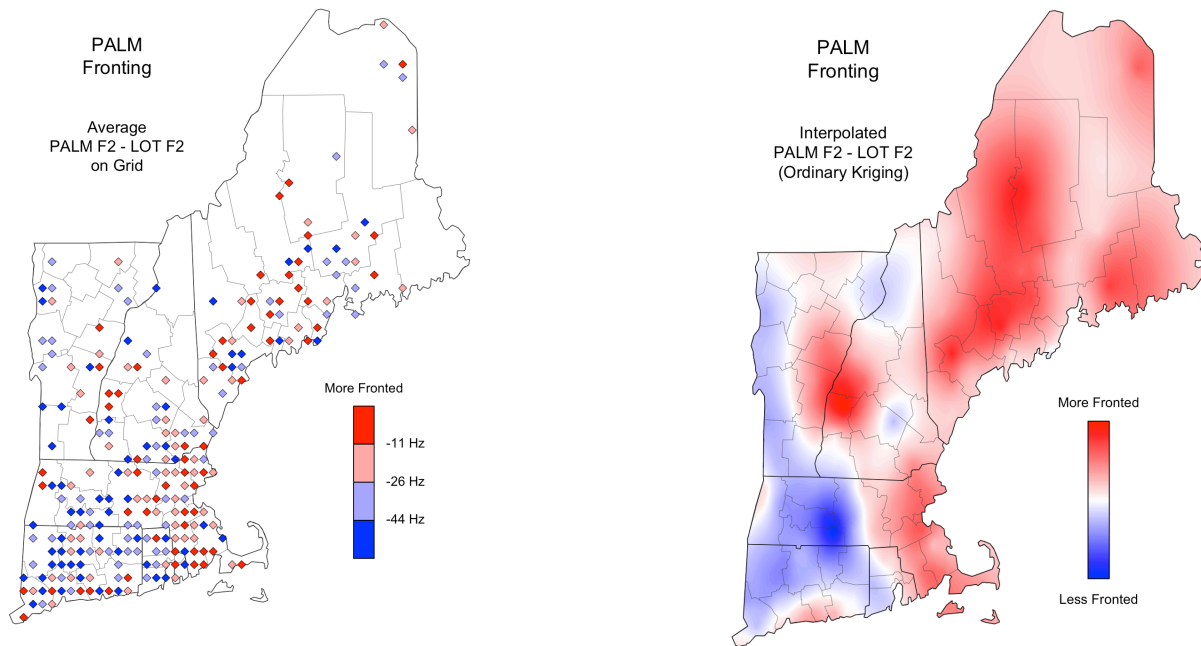 PALM
Fronting
Average
PALM F2 - LOT F2
on Grid
More Fronted
-11 Hz
-26 Hz
-44 Hz
PALM
Fronting
Interpolated
PALM F2 - LOT F2
(Ordinary Kriging)
More Fronted
Less Fronted